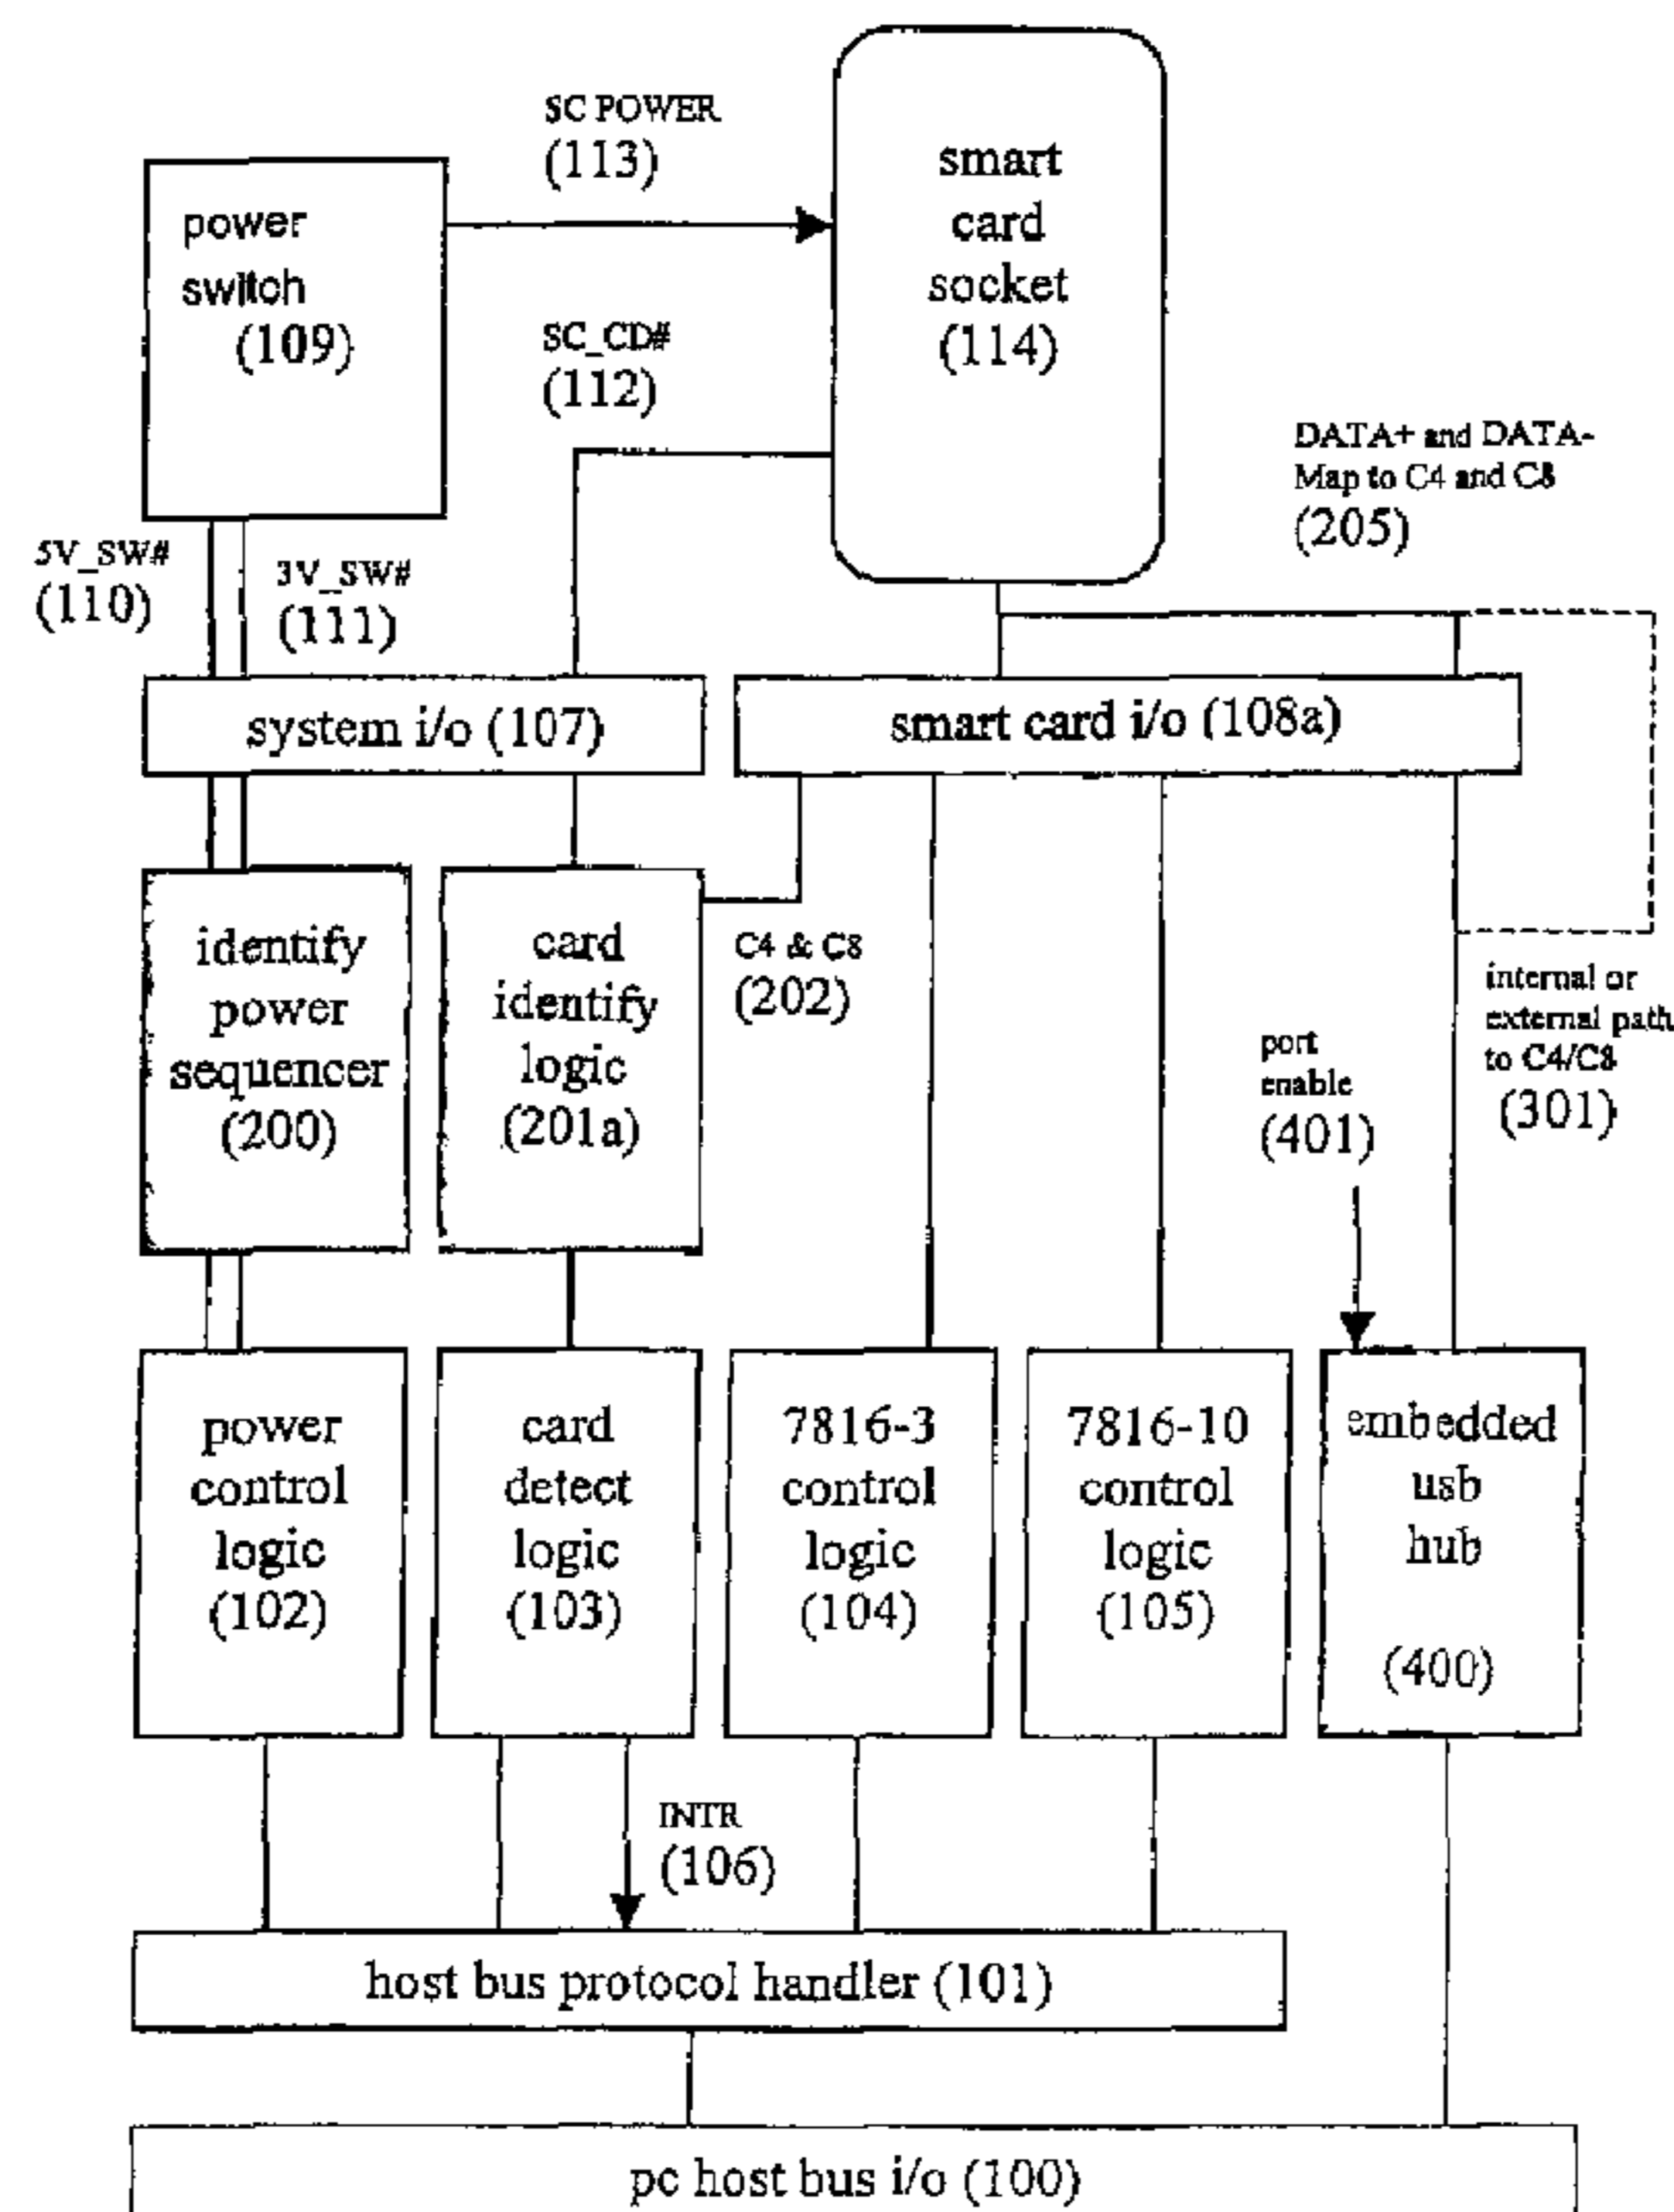 SC POWER
(113)
smart
card
socket
(114)
power
switch
(109)
SC_CD#
(112)
DATA+ and DATA-
Map to C4 and C8
(205)
5V_SW#
(110)
3V_SW#
(111)
system i/o (107)
smart card i/o (108a)
identify
power
sequencer
(200)
card
identify
logic
(201a)
C4 & C8
(202)
internal or
external path
to C4/C8
(301)
port
enable
(401)
power
control
logic
(102)
card
detect
logic
(103)
7816-3
control
logic
(104)
7816-10
control
logic
(105)
embedded
usb
hub
(400)
INTR
(106)
host bus protocol handler (101)
pc host bus i/o (100)